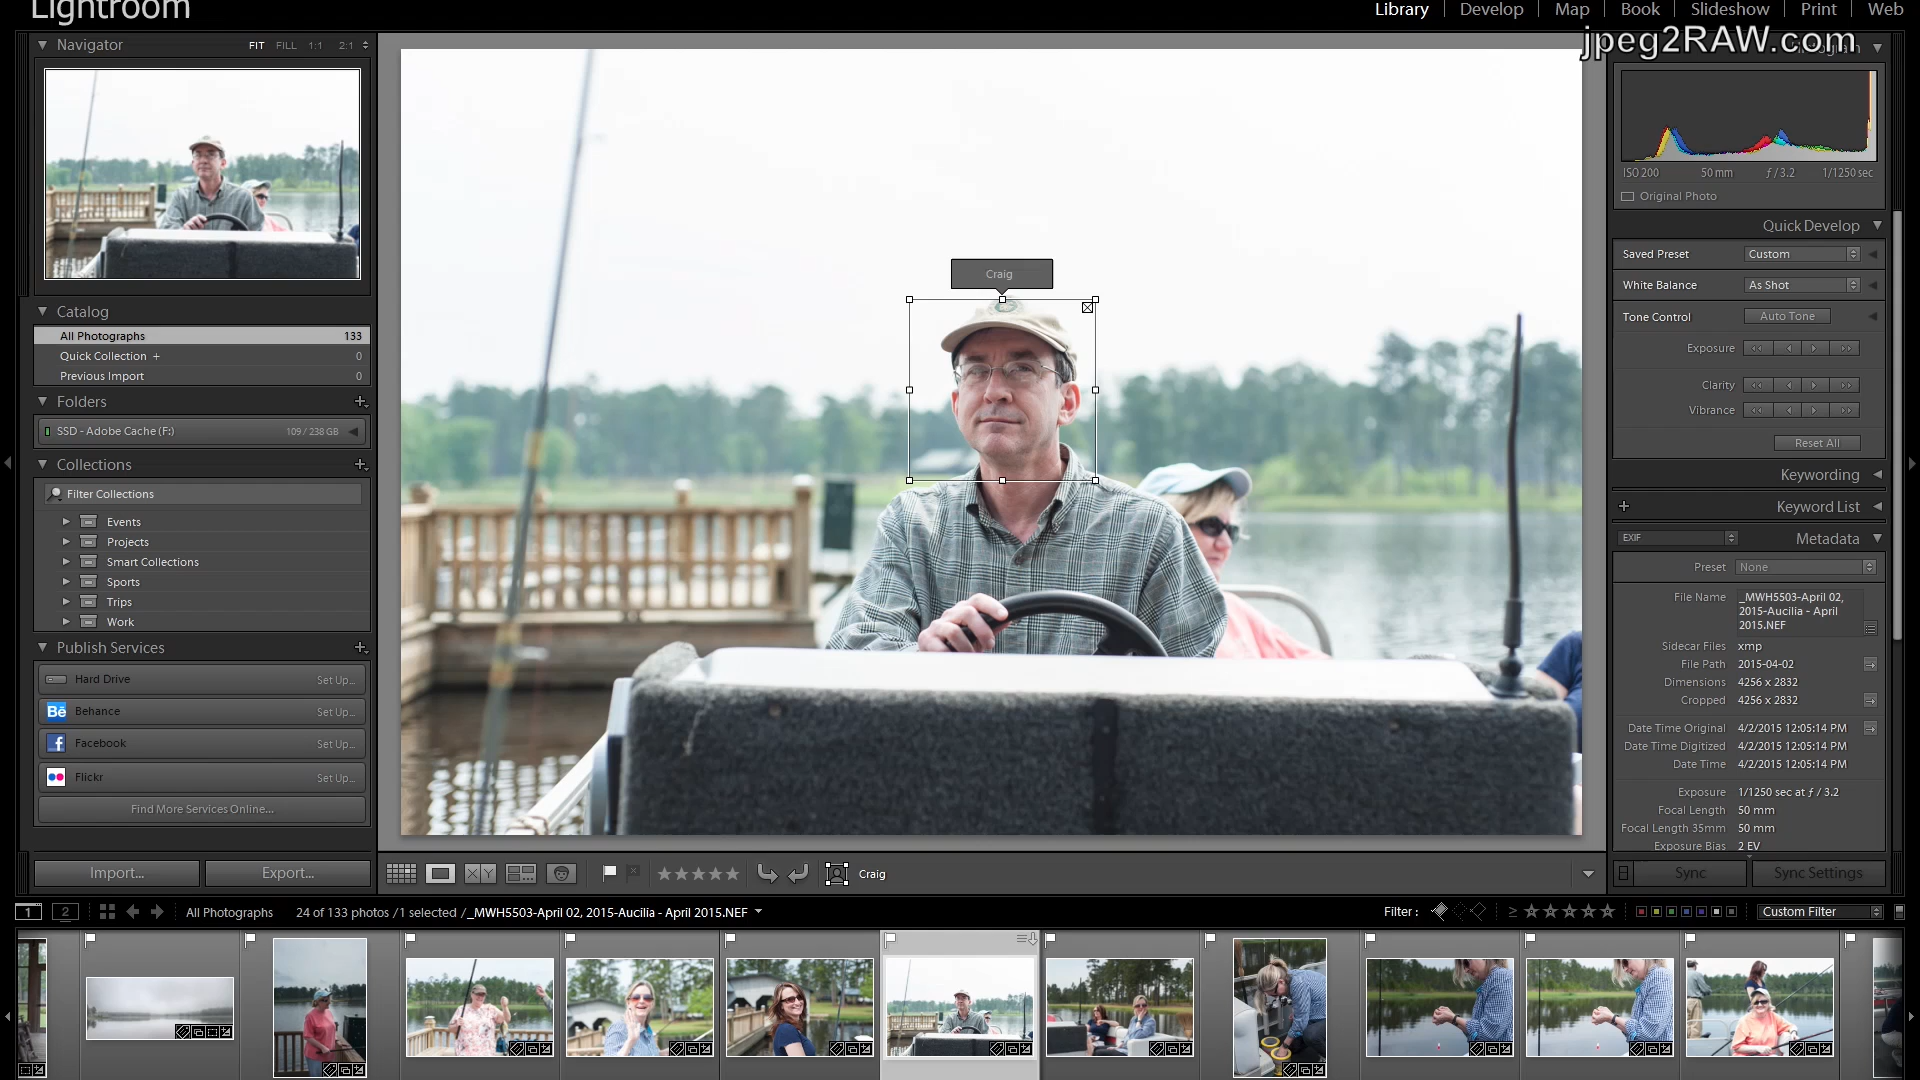 Lightroom
Library
Develop
Map
Book
Slideshow
Print
Web
jpeg2RAW.com
Navigator
FIT
FILL
1:1
2:1
ISO 200
50 mm
ƒ / 3.2
1/1250 sec
Original Photo
Catalog
All Photographs 133
Quick Collection + 0
Previous Import 0
Folders
SSD - Adobe Cache (F:) 109 / 238 GB
Collections
Filter Collections
Events
Projects
Smart Collections
Sports
Trips
Work
Publish Services
Hard Drive Set Up...
Bē Behance Set Up...
f Facebook Set Up...
Flickr Set Up...
Find More Services Online...
Import...
Export...
Craig
Quick Develop
Saved Preset Custom
White Balance As Shot
Tone Control Auto Tone
Exposure
Clarity
Vibrance
Reset All
Keywording
Keyword List
EXIF
Metadata
Preset None
File Name _MWH5503-April 02,
2015-Aucilia - April
2015.NEF
Sidecar Files xmp
File Path 2015-04-02
Dimensions 4256 x 2832
Cropped 4256 x 2832
Date Time Original 4/2/2015 12:05:14 PM
Date Time Digitized 4/2/2015 12:05:14 PM
Date Time 4/2/2015 12:05:14 PM
Exposure 1/1250 sec at ƒ / 3.2
Focal Length 50 mm
Focal Length 35mm 50 mm
Exposure Bias 2 EV
Sync
Sync Settings
X Y
Craig
1
2
All Photographs
24 of 133 photos /1 selected /_MWH5503-April 02, 2015-Aucilia - April 2015.NEF
Filter :
≥
Custom Filter